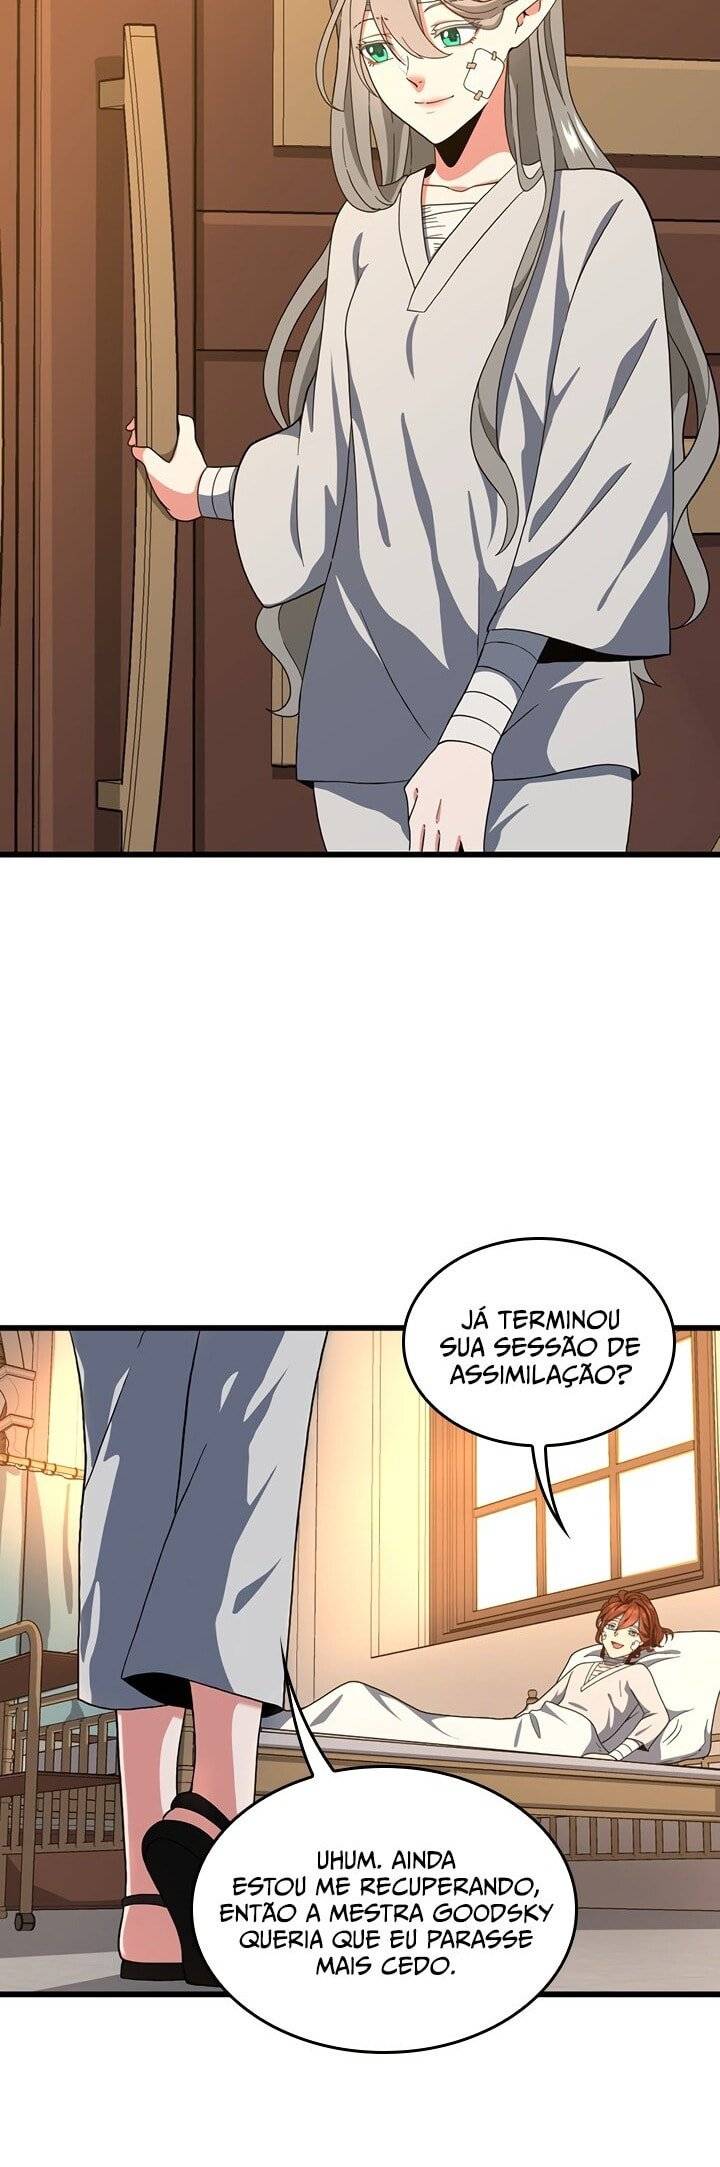 JÁ TERMINOU
SUA SESSÃO DE
ASSIMILAÇÃO?
UHUM. AINDA
ESTOU ME RECUPERANDO,
ENTÃO A MESTRA GOODSKY
QUERIA QUE EU PARASSE
MAIS CEDO.